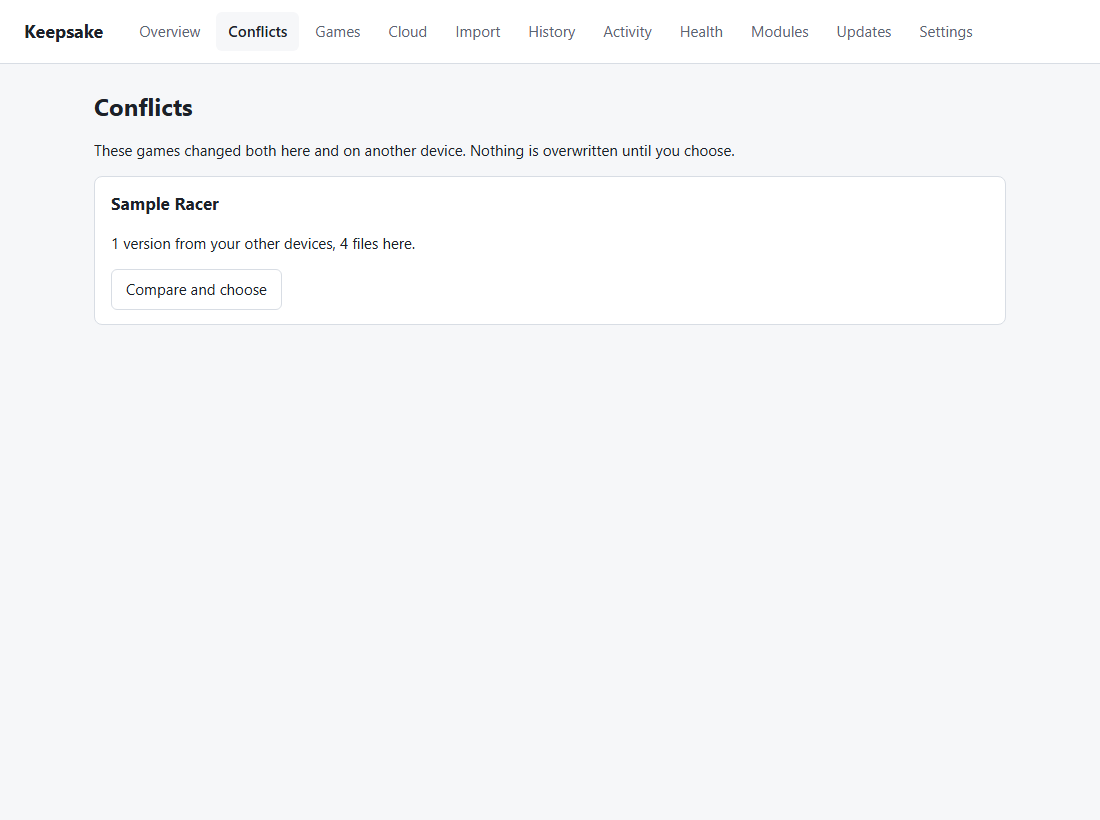 Keepsake Overview Conflicts Games Cloud Import History Activity Health Modules Updates Settings
Conflicts
These games changed both here and on another device. Nothing is overwritten until you choose.
Sample Racer
1 version from your other devices, 4 files here.
Compare and choose